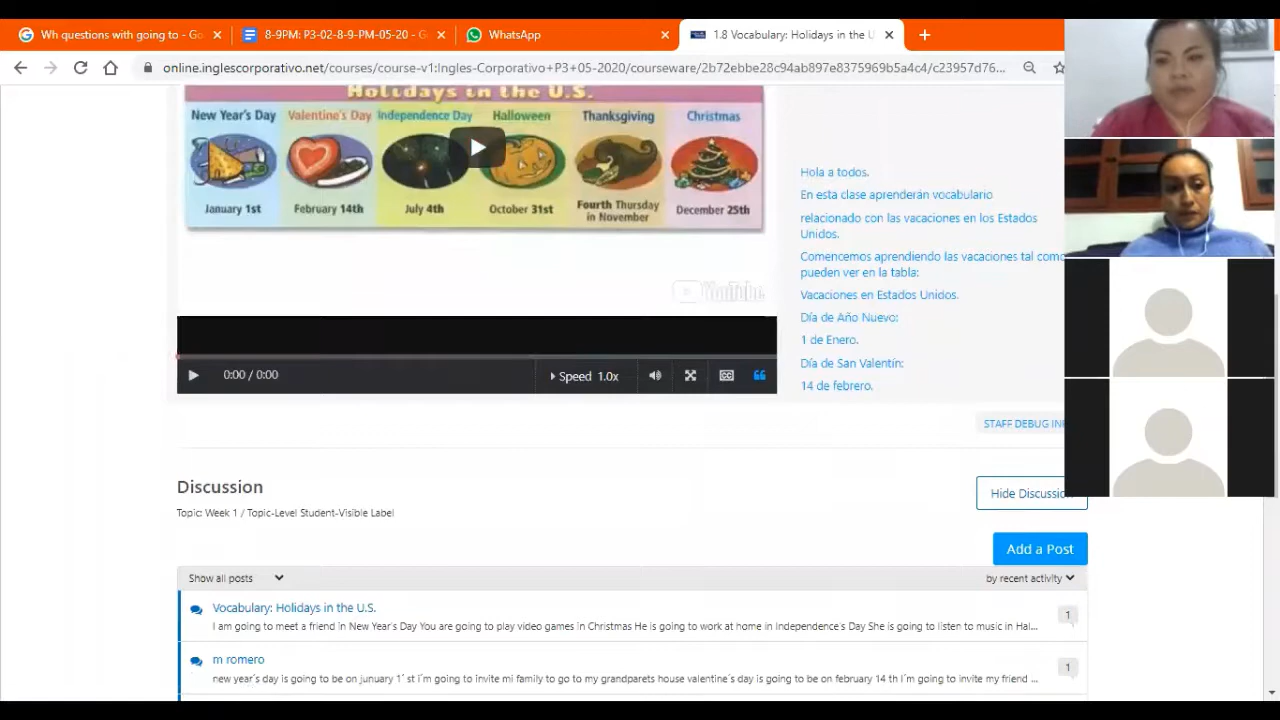 Wh questions with going to - Go
8-9PM: P3-02-8-9-PM-05-20 - G
WhatsApp
1.8 Vocabulary: Holidays in the U
online.inglescorporativo.net/courses/course-v1:Ingles-Corporativo+P3+05-2020/courseware/2b72ebbe28c94ab897e8375969b5a4c4/c23957d76...
Holidays in the U.S.
New Year's Day Valentine's Day Independence Day Halloween Thanksgiving Christmas
January 1st February 14th July 4th October 31st Fourth Thursday in November December 25th
YouTube
0:00 / 0:00
Speed 1.0x
Hola a todos.
En esta clase aprenderán vocabulario
relacionado con las vacaciones en los Estados
Unidos.
Comencemos aprendiendo las vacaciones tal como
pueden ver en la tabla:
Vacaciones en Estados Unidos.
Día de Año Nuevo:
1 de Enero.
Día de San Valentín:
14 de febrero.
STAFF DEBUG IN
Discussion
Hide Discussio
Topic: Week 1 / Topic-Level Student-Visible Label
Add a Post
Show all posts
by recent activity
Vocabulary: Holidays in the U.S.
1
I am going to meet a friend in New Year's Day You are going to play video games in Christmas He is going to work at home in Independence's Day She is going to listen to music in Hal...
m romero
1
new year´s day is going to be on junuary 1´ st i´m going to invite mi family to go to my grandparets house valentine´s day is going to be on february 14 th I´m going to invite my friend ...